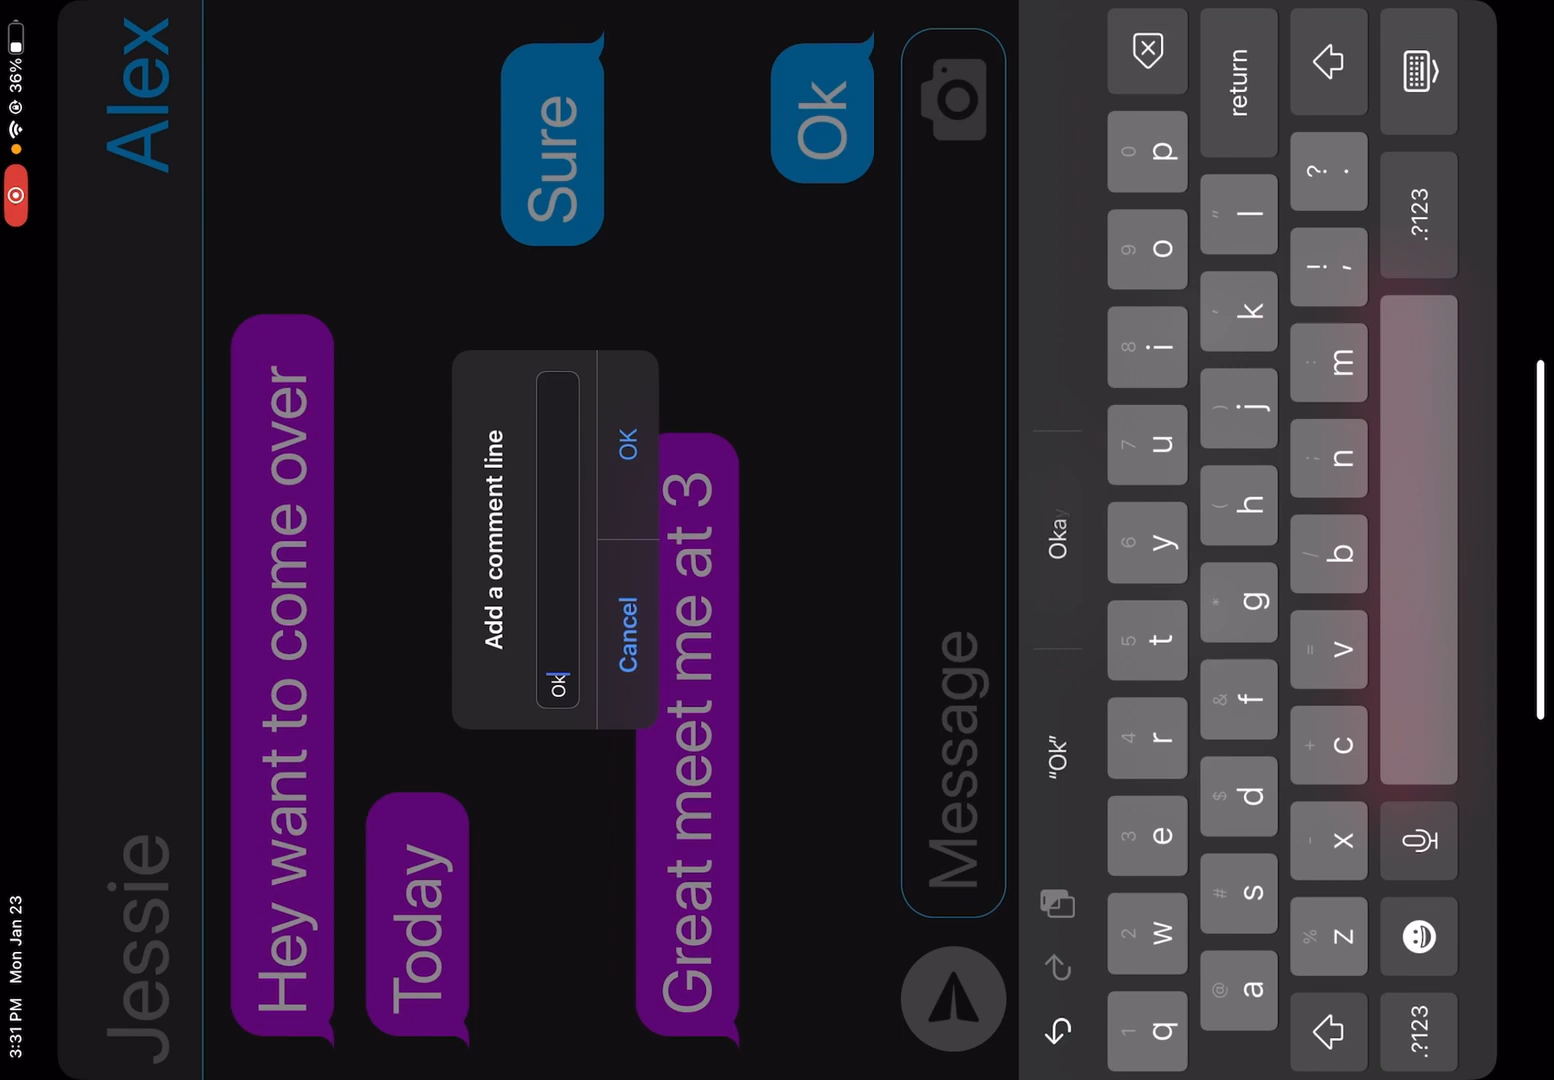 3:31 PM Mon Jan 23
36%
Jessie
Alex
Hey want to come over
Today
Sure
Great meet me at 3
Ok
Add a comment line
Ok
Cancel
OK
Message
"Ok"
Okay
1 2 3 4 5 6 7 8 9 0
q w e r t y u i o p
@ # $ & * ( ) ' "
a s d f g h j k l
return
% - + = / ; : ! ?
z x c v b n m , .
.?123
.?123